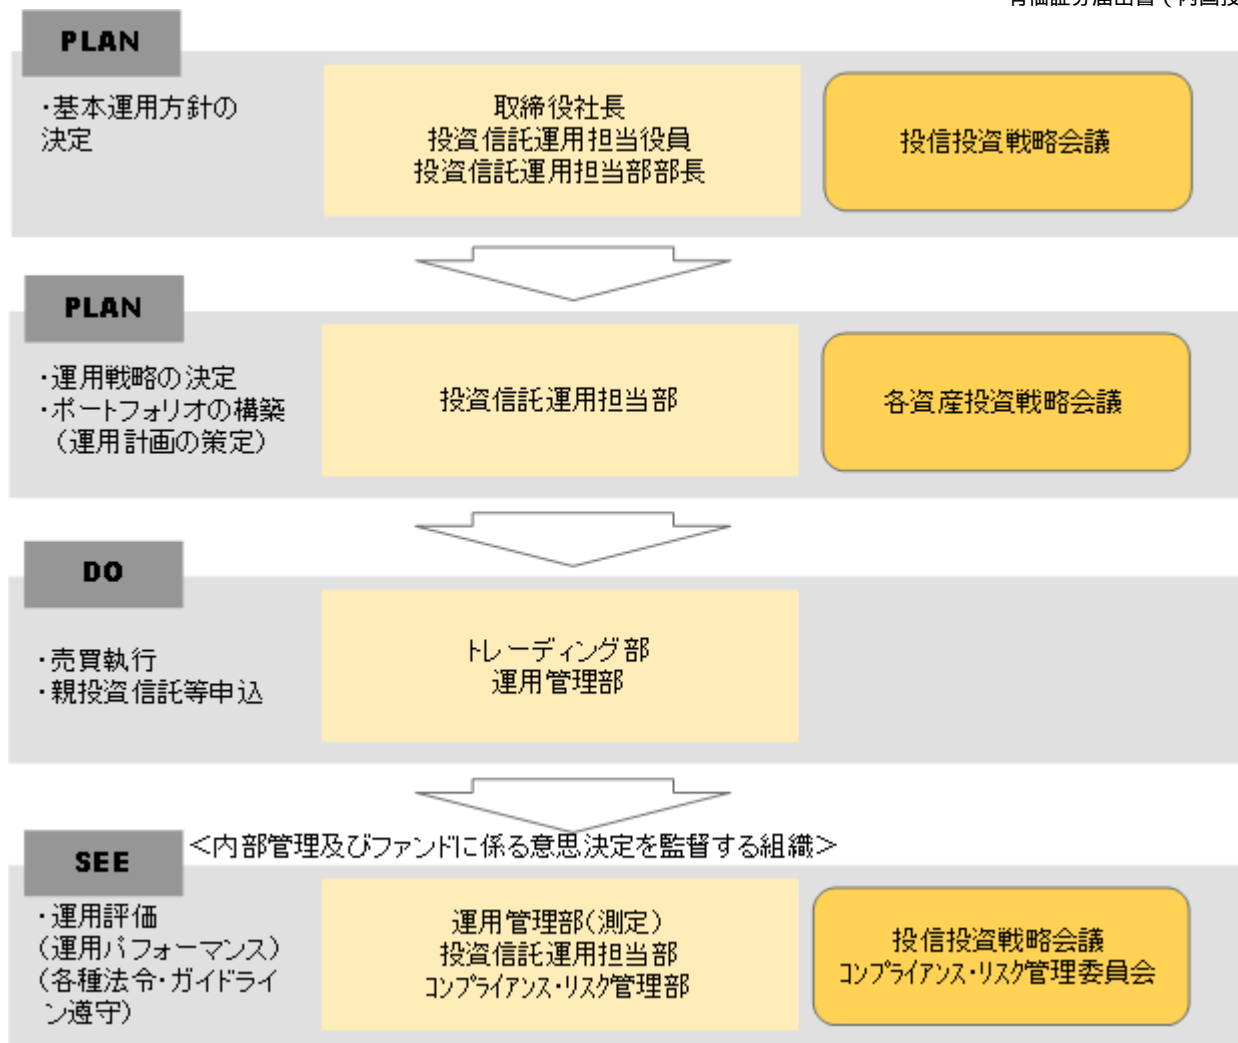 有価証券届出書(内国投
PLAN
・基本運用方針の
決定
取締役社長
投資信託運用担当役員
投資信託運用担当部部長
投信投資戦略会議
PLAN
・運用戦略の決定
・ポートフォリオの構築
（運用計画の策定）
投資信託運用担当部
各資産投資戦略会議
DO
・売買執行
・親投資信託等申込
トレーディング部
運用管理部
SEE
＜内部管理及びファンドに係る意思決定を監督する組織＞
・運用評価
(運用パフォーマンス)
(各種法令・ガイドライ
ン遵守)
運用管理部(測定)
投資信託運用担当部
コンプライアンス・リスク管理部
投信投資戦略会議
コンプライアンス・リスク管理委員会